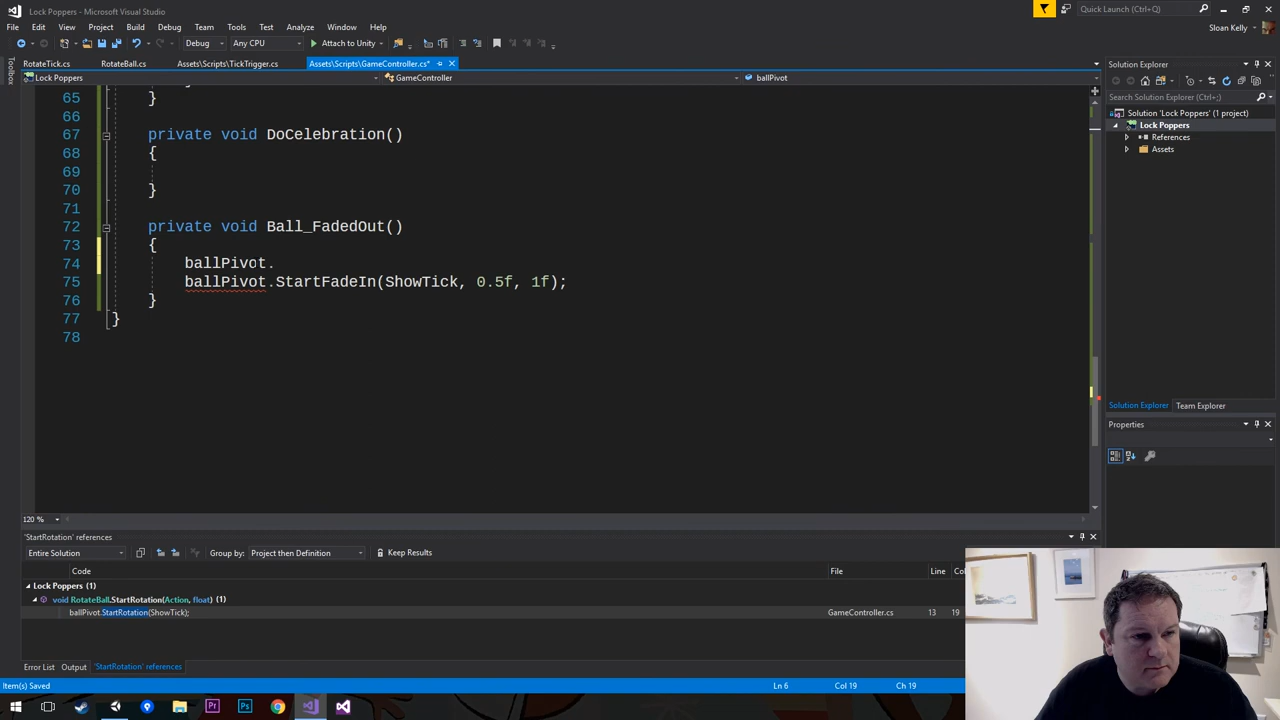 Lock Poppers - Microsoft Visual Studio
Quick Launch (Ctrl+Q)
File Edit View Project Build Debug Team Tools Test Analyze Window Help
Sloan Kelly
Debug Any CPU Attach to Unity
RotateTick.cs RotateBall.cs Assets\Scripts\TickTrigger.cs Assets\Scripts\GameController.cs*
Lock Poppers GameController ballPivot
Toolbox
65 }
66
67 private void DoCelebration()
68 {
69
70 }
71
72 private void Ball_FadedOut()
73 {
74 ballPivot.
75 ballPivot.StartFadeIn(ShowTick, 0.5f, 1f);
76 }
77 }
78
120 %
Solution Explorer
Search Solution Explorer (Ctrl+;)
Solution 'Lock Poppers' (1 project)
Lock Poppers
References
Assets
Solution Explorer Team Explorer
Properties
'StartRotation' references
Entire Solution Group by: Project then Definition Keep Results
Code File Line
Lock Poppers (1)
void RotateBall.StartRotation(Action, float) (1)
ballPivot.StartRotation(ShowTick); GameController.cs 13 19
Error List Output 'StartRotation' references
Item(s) Saved Ln 6 Col 19 Ch 19